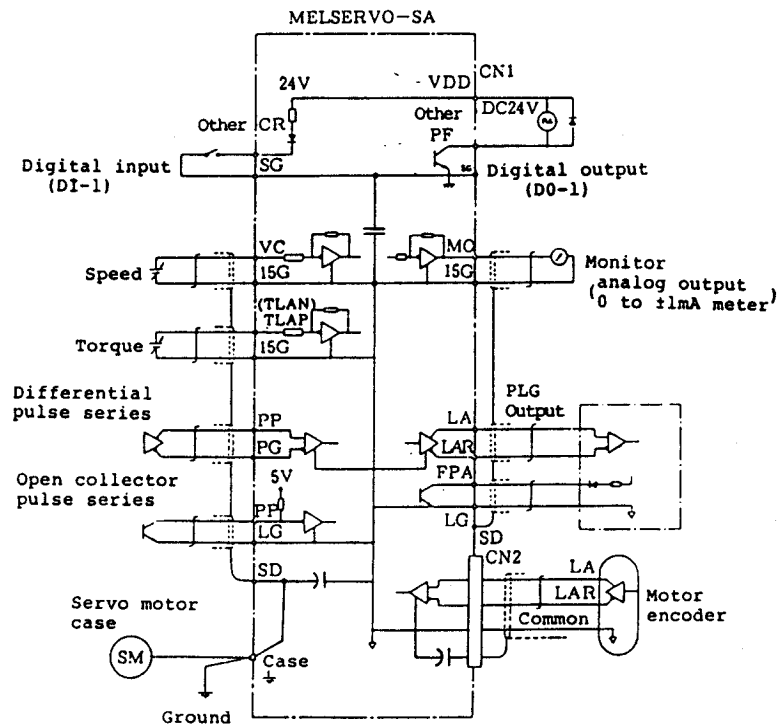 MELSERVO-SA
CN1
24V
VDD
DC24V
Other
CR
Other
PF
RA
SG
SG
Digital input
(DI-1)
Digital output
(DO-1)
VC
15G
MO
15G
Speed
Monitor
analog output
(0 to ±1mA meter)
(TLAN)
TLAP
15G
Torque
Differential
pulse series
PP
PG
LA
LAR
PLG
Output
Open collector
pulse series
5V
FPA
PP
LG
LG
SD
SD
CN2
LA
LAR
Common
Motor
encoder
Servo motor
case
SM
Case
Ground